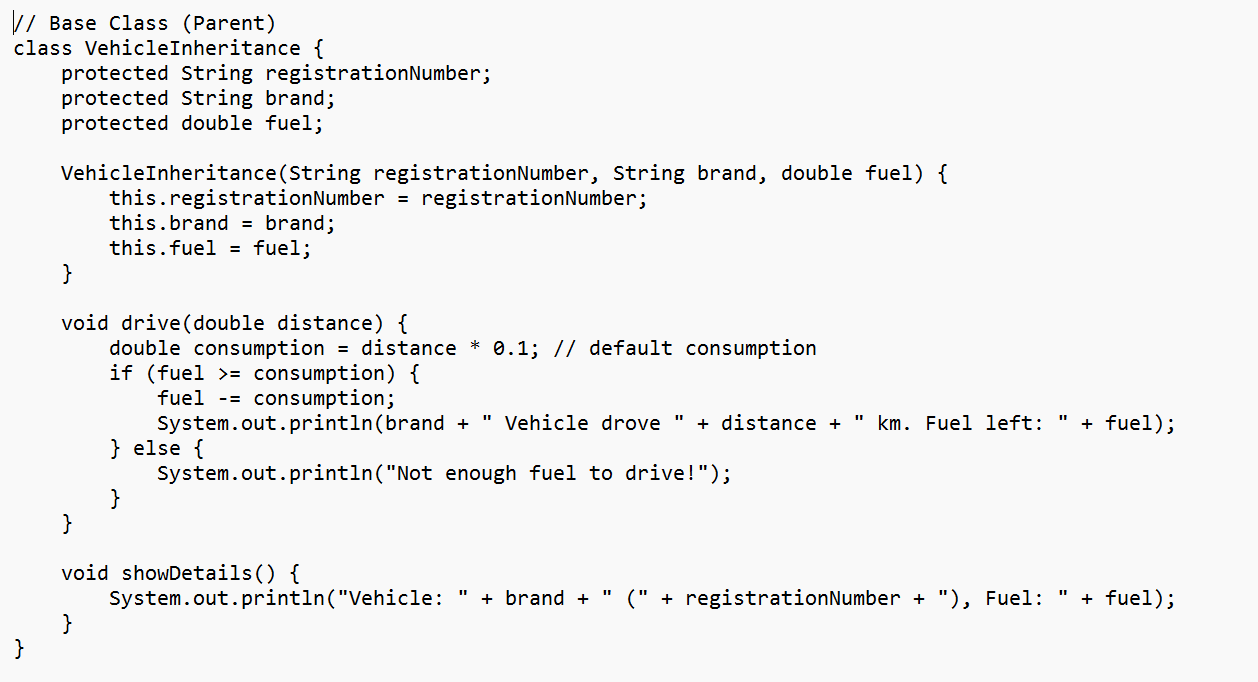 // Base Class (Parent)
class VehicleInheritance {
    protected String registrationNumber;
    protected String brand;
    protected double fuel;

    VehicleInheritance(String registrationNumber, String brand, double fuel) {
        this.registrationNumber = registrationNumber;
        this.brand = brand;
        this.fuel = fuel;
    }

    void drive(double distance) {
        double consumption = distance * 0.1; // default consumption
        if (fuel >= consumption) {
            fuel -= consumption;
            System.out.println(brand + " Vehicle drove " + distance + " km. Fuel left: " + fuel);
        } else {
            System.out.println("Not enough fuel to drive!");
        }
    }

    void showDetails() {
        System.out.println("Vehicle: " + brand + " (" + registrationNumber + "), Fuel: " + fuel);
    }
}